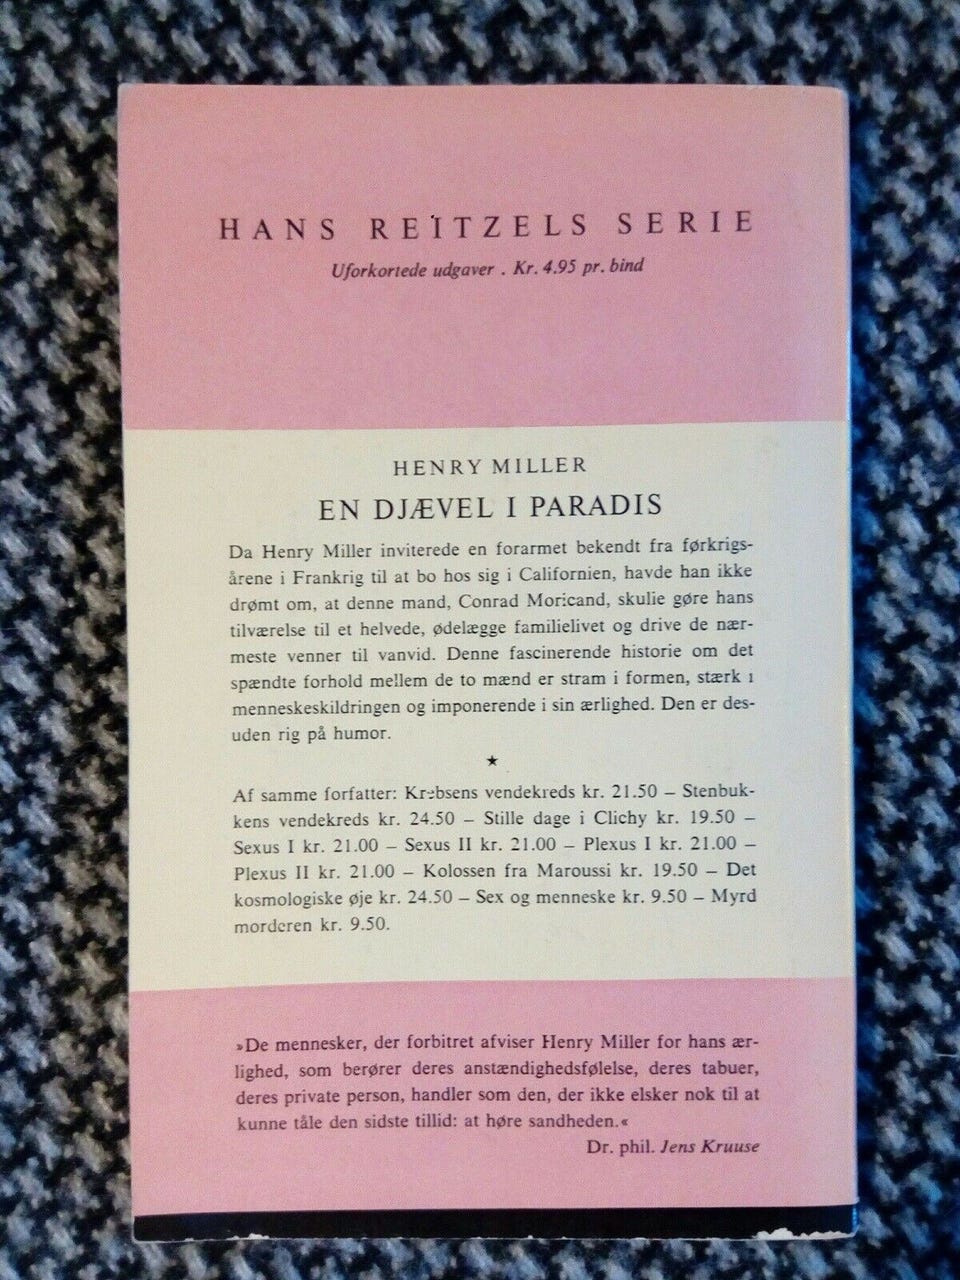 HANS REITZELS SERIE
Uforkortede udgaver . Kr. 4.95 pr. bind
HENRY MILLER
EN DJÆVEL I PARADIS
Da Henry Miller inviterede en forarmet bekendt fra førkrigs-
årene i Frankrig til at bo hos sig i Californien, havde han ikke
drømt om, at denne mand, Conrad Moricand, skulie gøre hans
tilværelse til et helvede, ødelægge familielivet og drive de nær-
meste venner til vanvid. Denne fascinerende historie om det
spændte forhold mellem de to mænd er stram i formen, stærk i
menneskeskildringen og imponerende i sin ærlighed. Den er des-
uden rig på humor.
★
Af samme forfatter: Krebsens vendekreds kr. 21.50 – Stenbuk-
kens vendekreds kr. 24.50 – Stille dage i Clichy kr. 19.50 –
Sexus I kr. 21.00 – Sexus II kr. 21.00 – Plexus I kr. 21.00 –
Plexus II kr. 21.00 – Kolossen fra Maroussi kr. 19.50 – Det
kosmologiske øje kr. 24.50 – Sex og menneske kr. 9.50 – Myrd
morderen kr. 9.50.
»De mennesker, der forbitret afviser Henry Miller for hans ær-
lighed, som berører deres anstændighedsfølelse, deres tabuer,
deres private person, handler som den, der ikke elsker nok til at
kunne tåle den sidste tillid: at høre sandheden.«
Dr. phil. Jens Kruuse